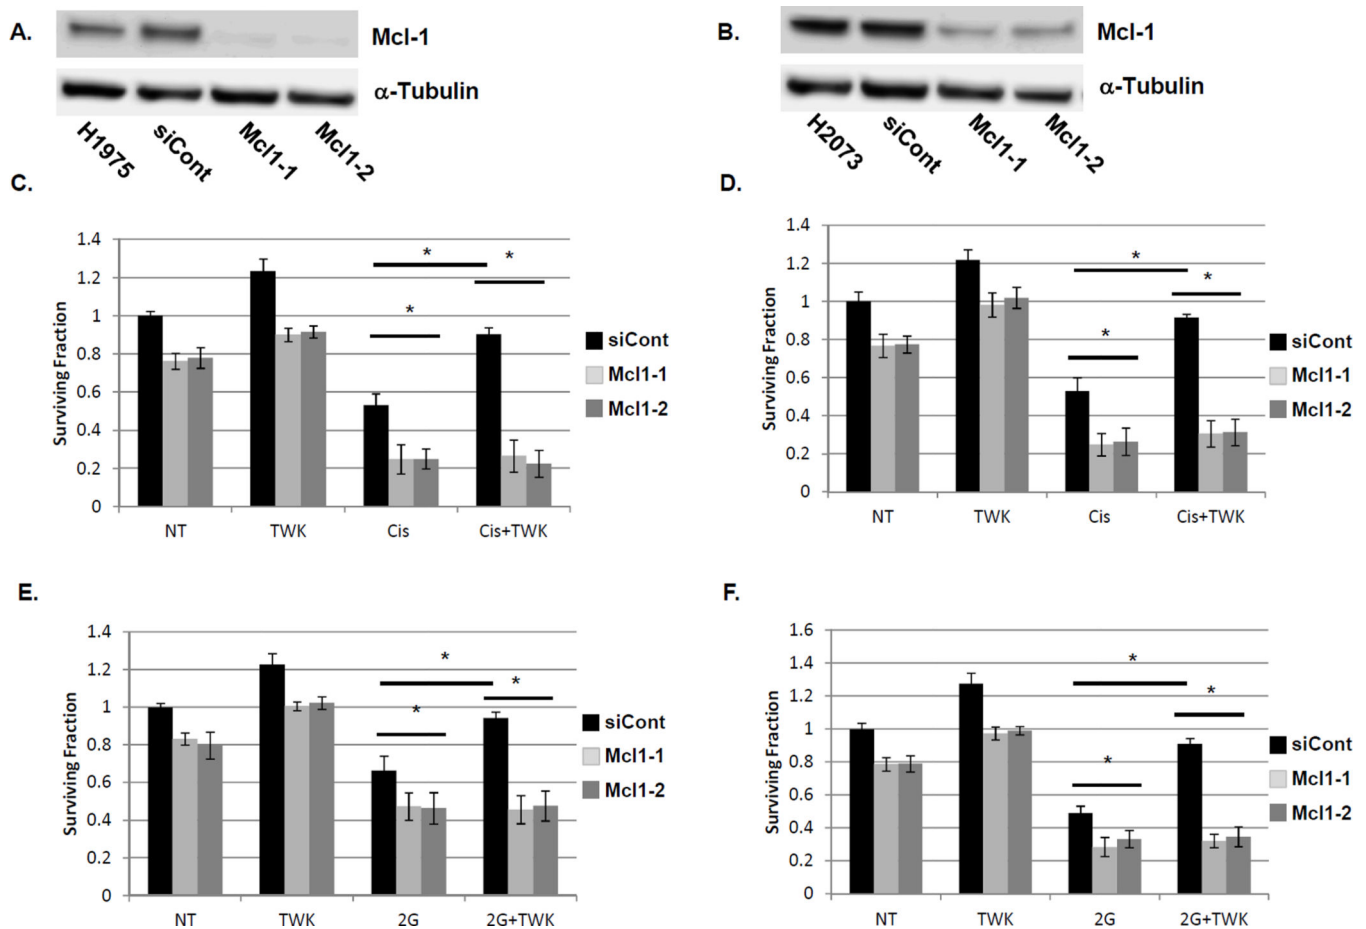 A.
Mcl-1
α-Tubulin
H1975
siCont
Mcl1-1
Mcl1-2
B.
Mcl-1
α-Tubulin
H2073
siCont
Mcl1-1
Mcl1-2
C.
Surviving Fraction
1.4
1.2
1
0.8
0.6
0.4
0.2
0
*
*
*
NT
TWK
Cis
Cis+TWK
siCont
Mcl1-1
Mcl1-2
D.
Surviving Fraction
1.4
1.2
1
0.8
0.6
0.4
0.2
0
*
*
*
NT
TWK
Cis
Cis+TWK
siCont
Mcl1-1
Mcl1-2
E.
Surviving Fraction
1.4
1.2
1
0.8
0.6
0.4
0.2
0
*
*
*
NT
TWK
2G
2G+TWK
siCont
Mcl1-1
Mcl1-2
F.
Surviving Fraction
1.6
1.4
1.2
1
0.8
0.6
0.4
0.2
0
*
*
*
NT
TWK
2G
2G+TWK
siCont
Mcl1-1
Mcl1-2